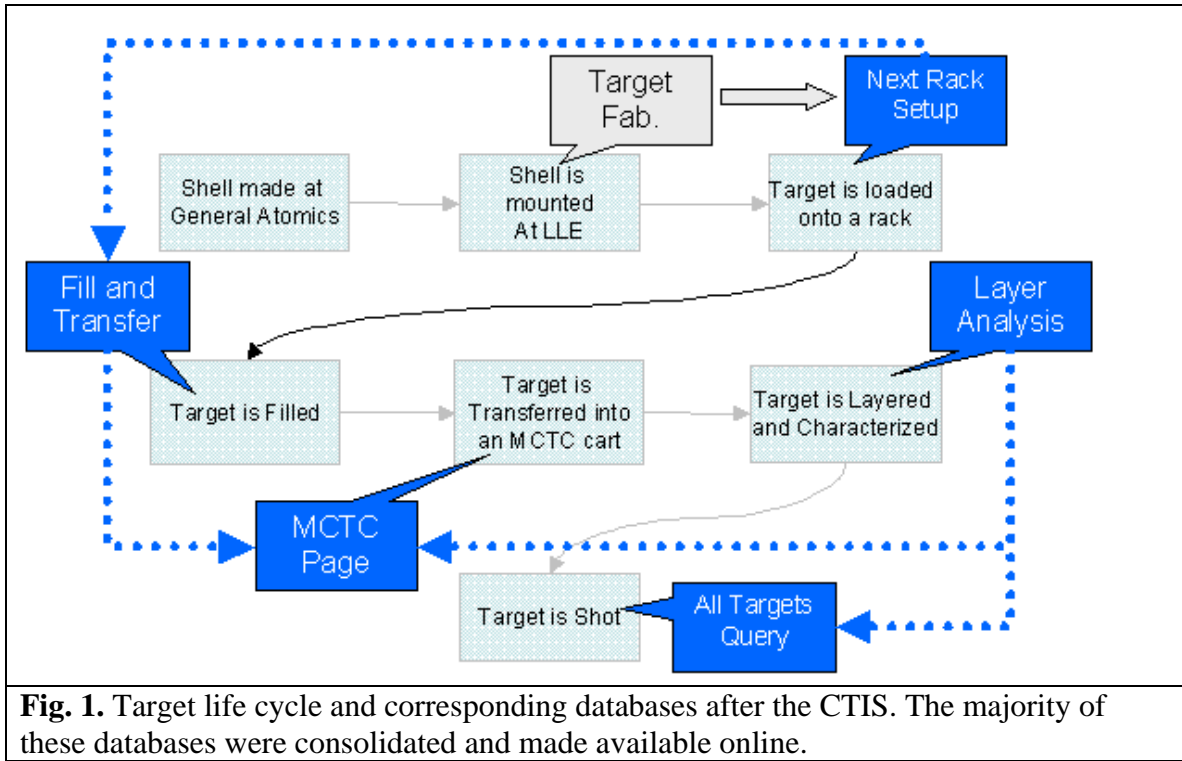 Target
Fab.
Next Rack
Setup
Shell made at
General Atomics
Shell is
mounted
At LLE
Target is loaded
onto a rack
Fill and
Transfer
Layer
Analysis
Target is Filled
Target is
Transferred into
an MCTC cart
Target is Layered
and Characterized
MCTC
Page
Target is Shot
All Targets
Query
Fig. 1. Target life cycle and corresponding databases after the CTIS. The majority of
these databases were consolidated and made available online.